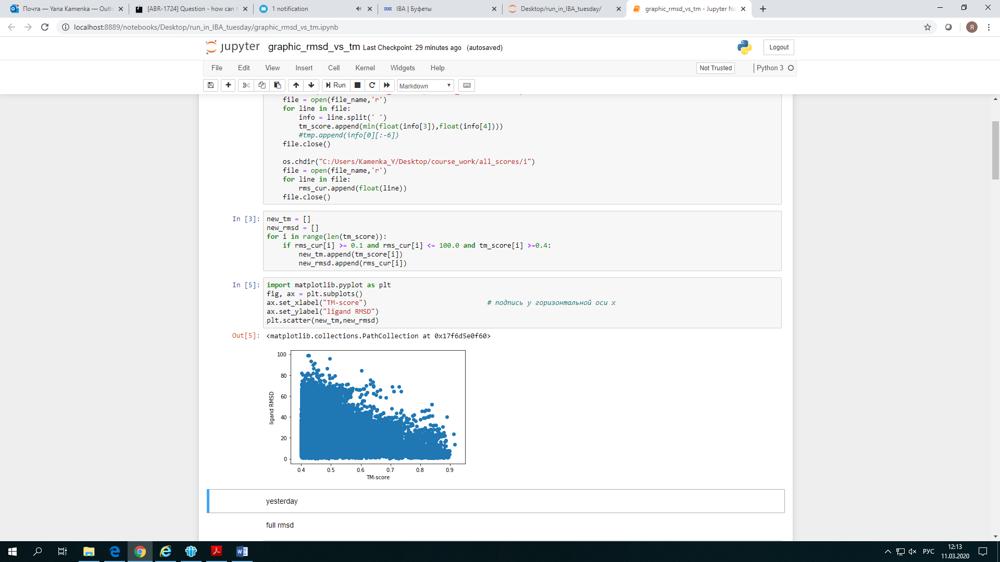 Почта — Yana Kamenka — Outlo
[ABR-1724] Question - how can t
1 notification
IBA IBA | Буфеты
Desktop/run_in_IBA_tuesday/
graphic_rmsd_vs_tm - Jupyter No
localhost:8889/notebooks/Desktop/run_in_IBA_tuesday/graphic_rmsd_vs_tm.ipynb
Я
jupyter graphic_rmsd_vs_tm Last Checkpoint: 29 minutes ago (autosaved)
Logout
File Edit View Insert Cell Kernel Widgets Help
Not Trusted
Python 3
Run
Markdown
file = open(file_name,'r')
for line in file:
info = line.split(' ')
tm_score.append(min(float(info[3]),float(info[4])))
#tmp.append(info[0][:-6])
file.close()
os.chdir("C:/Users/Kamenka_Y/Desktop/course_work/all_scores/i")
file = open(file_name,'r')
for line in file:
rms_cur.append(float(line))
file.close()
In [3]: new_tm = []
new_rmsd = []
for i in range(len(tm_score)):
if rms_cur[i] >= 0.1 and rms_cur[i] <= 100.0 and tm_score[i] >=0.4:
new_tm.append(tm_score[i])
new_rmsd.append(rms_cur[i])
In [5]: import matplotlib.pyplot as plt
fig, ax = plt.subplots()
ax.set_xlabel("TM-score") # подпись у горизонтальной оси x
ax.set_ylabel("ligand RMSD")
plt.scatter(new_tm,new_rmsd)
Out[5]: <matplotlib.collections.PathCollection at 0x17f6d5e0f60>
100
80
60
40
20
0
ligand RMSD
0.4 0.5 0.6 0.7 0.8 0.9
TM-score
yesterday
full rmsd
РУС
12:13
11.03.2020